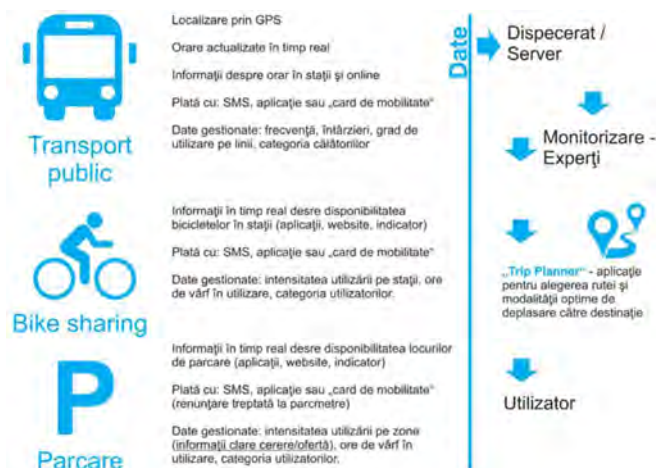 Localizare prin GPS
Orare actualizate în timp real
Informaţii despre orar în staţii şi online
Plată cu: SMS, aplicaţie sau „card de mobilitate“
Date gestionate: frecvenţă, întârzieri, grad de
utilizare pe linii, categoria călătorilor
Transport
public
Informaţii în timp real desre disponibilitatea
bicicletelor în staţii (aplicaţii, website, indicator)
Plată cu: SMS, aplicaţie sau „card de mobilitate“
Date gestionate: intensitatea utilizării pe staţii, ore
de vârf în utilizare, categoria utilizatorilor.
Bike sharing
Informaţii în timp real desre disponibilitatea locurilor
de parcare (aplicaţii, website, indicator)
Plată cu: SMS, aplicaţie sau „card de mobilitate“
(renunţare treptată la parcmetre)
Date gestionate: intensitatea utilizării pe zone
(informaţii clare cerere/ofertă), ore de vârf în
utilizare, categoria utilizatorilor.
P
Parcare
Date
Dispecerat /
Server
Monitorizare -
Experţi
„Trip Planner“ - aplicaţie
pentru alegerea rutei şi
modalităţii optime de
deplasare către destinaţie
Utilizator